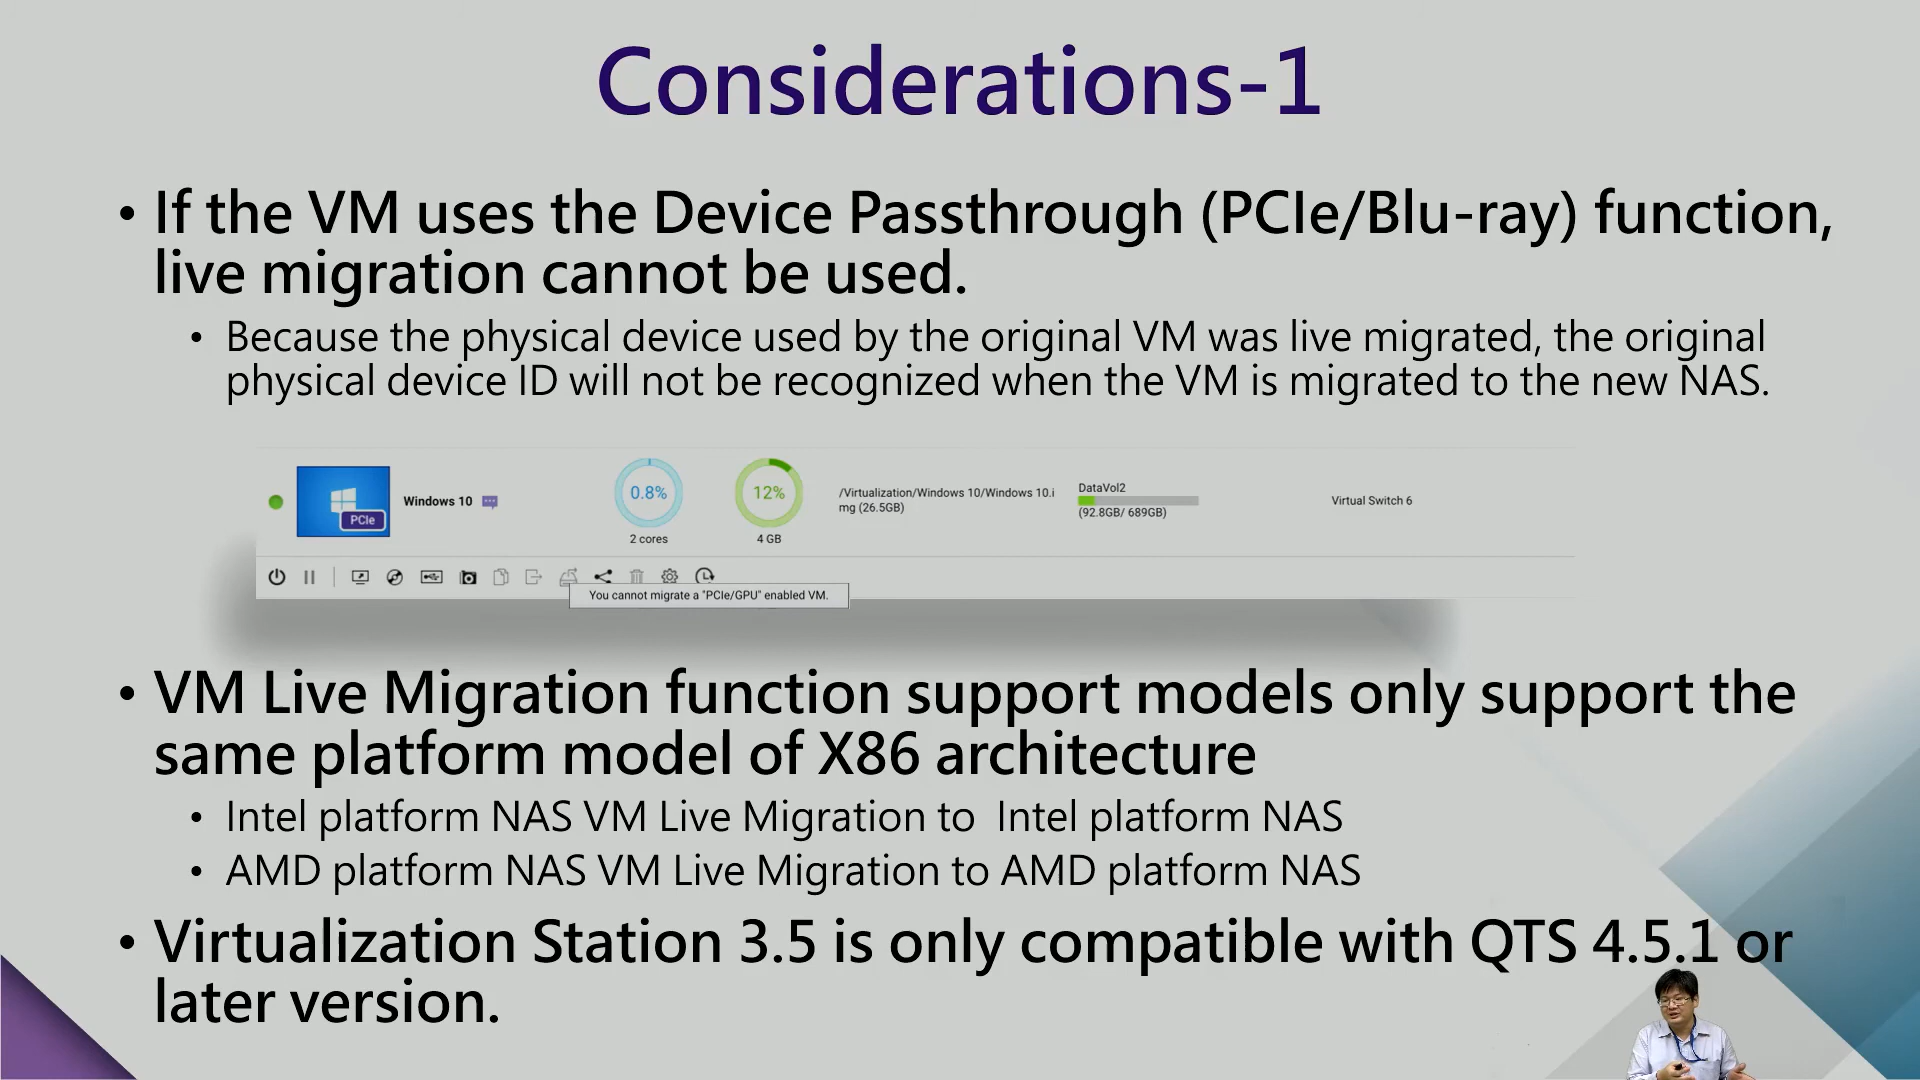 Considerations-1
• If the VM uses the Device Passthrough (PCIe/Blu-ray) function,
live migration cannot be used.
• Because the physical device used by the original VM was live migrated, the original
physical device ID will not be recognized when the VM is migrated to the new NAS.
PCIe
Windows 10
0.8%
2 cores
12%
4 GB
/Virtualization/Windows 10/Windows 10.i
mg (26.5GB)
DataVol2
(92.8GB/ 689GB)
Virtual Switch 6
You cannot migrate a "PCIe/GPU" enabled VM.
• VM Live Migration function support models only support the
same platform model of X86 architecture
• Intel platform NAS VM Live Migration to  Intel platform NAS
• AMD platform NAS VM Live Migration to AMD platform NAS
• Virtualization Station 3.5 is only compatible with QTS 4.5.1 or
later version.